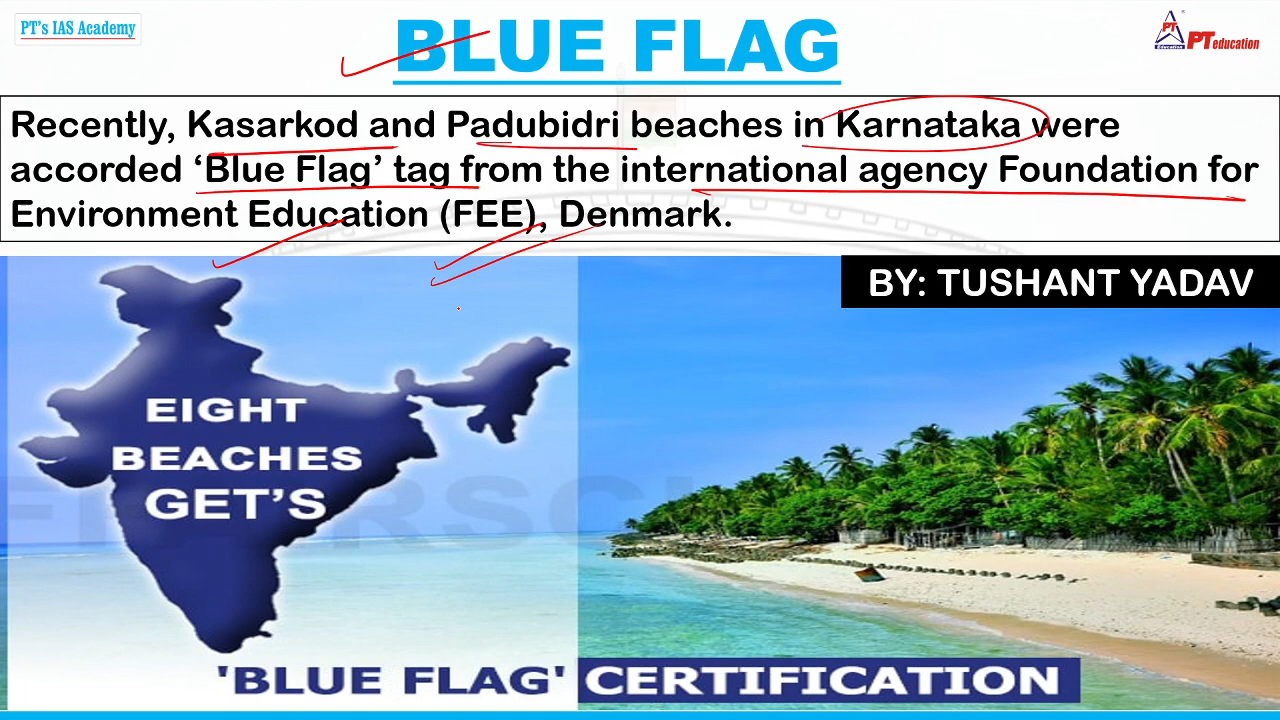 PT's IAS Academy
BLUE FLAG
PT
Education
PT education
Recently, Kasarkod and Padubidri beaches in Karnataka were
accorded ‘Blue Flag’ tag from the international agency Foundation for
Environment Education (FEE), Denmark.
BY: TUSHANT YADAV
EIGHT
BEACHES
GET'S
'BLUE FLAG' CERTIFICATION